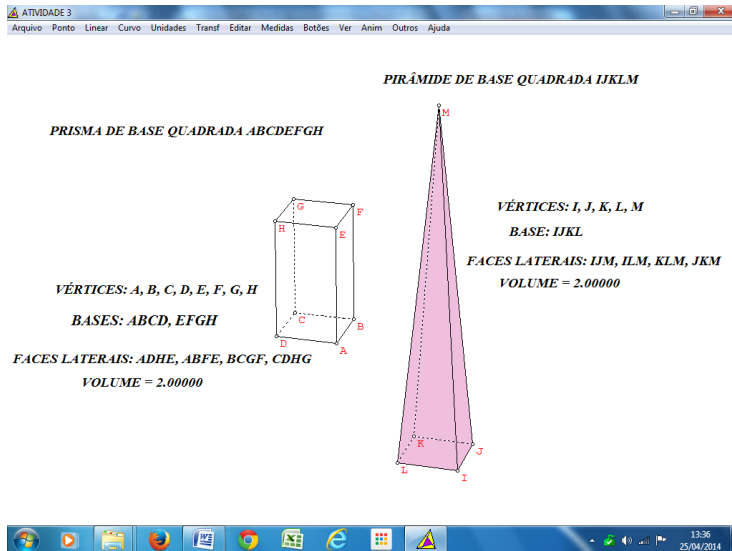 ATIVIDADE 3
Arquivo Ponto Linear Curvo Unidades Transf Editar Medidas Botões Ver Anim Outros Ajuda
PIRÂMIDE DE BASE QUADRADA IJKLM
M
PRISMA DE BASE QUADRADA ABCDEFGH
G
F
H
E
VÉRTICES: I, J, K, L, M
BASE: IJKL
FACES LATERAIS: IJM, ILM, KLM, JKM
VOLUME = 2.00000
VÉRTICES: A, B, C, D, E, F, G, H
C
B
BASES: ABCD, EFGH
D
A
FACES LATERAIS: ADHE, ABFE, BCGF, CDHG
VOLUME = 2.00000
K
J
L
I
13:36
25/04/2014